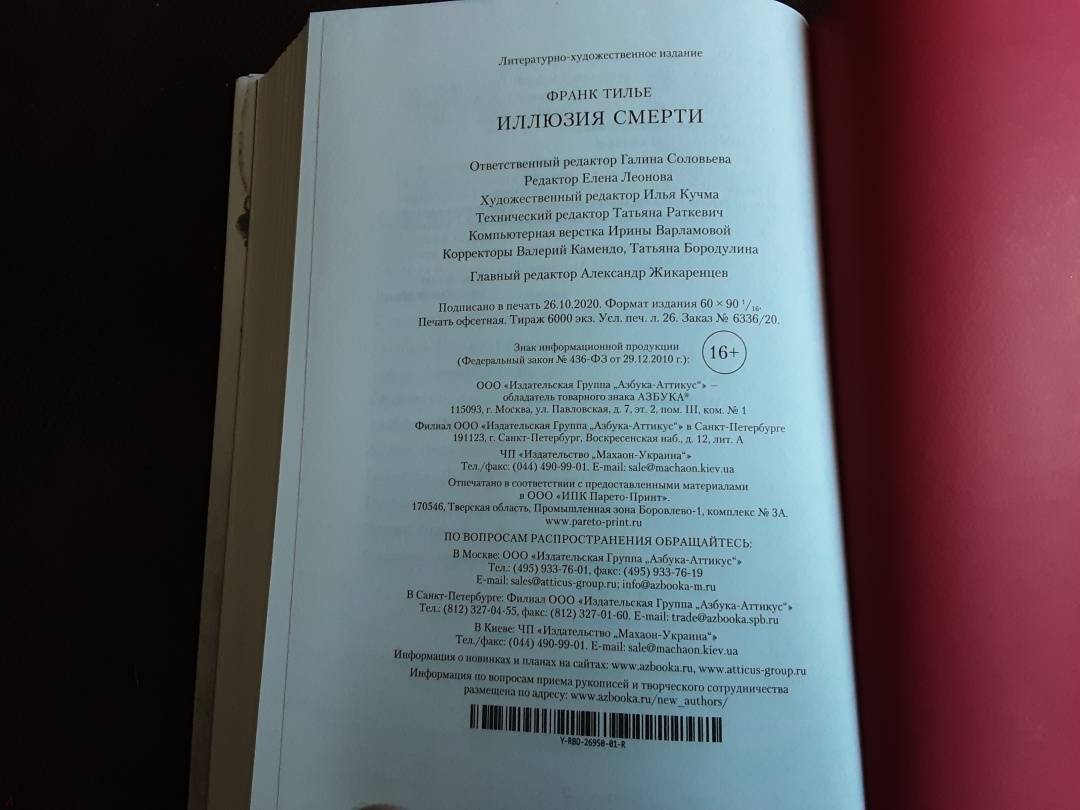 Литературно-художественное издание
ФРАНК ТИЛЬЕ
ИЛЛЮЗИЯ СМЕРТИ
Ответственный редактор Галина Соловьева
Редактор Елена Леонова
Художественный редактор Илья Кучма
Технический редактор Татьяна Раткевич
Компьютерная верстка Ирины Варламовой
Корректоры Валерий Камендо, Татьяна Бородулина
Главный редактор Александр Жикаренцев
Подписано в печать 26.10.2020. Формат издания 60 × 90 1/16.
Печать офсетная. Тираж 6000 экз. Усл. печ. л. 26. Заказ № 6336/20.
Знак информационной продукции
(Федеральный закон № 436-ФЗ от 29.12.2010 г.):
16+
ООО «Издательская Группа „Азбука-Аттикус“» —
обладатель товарного знака АЗБУКА®
115093, г. Москва, ул. Павловская, д. 7, эт. 2, пом. III, ком. № 1
Филиал ООО «Издательская Группа „Азбука-Аттикус“» в Санкт-Петербурге
191123, г. Санкт-Петербург, Воскресенская наб., д. 12, лит. А
ЧП «Издательство „Махаон-Украина“»
Тел./факс: (044) 490-99-01. E-mail: sale@machaon.kiev.ua
Отпечатано в соответствии с предоставленными материалами
в ООО «ИПК Парето-Принт».
170546, Тверская область, Промышленная зона Боровлево-1, комплекс № 3А.
www.pareto-print.ru
ПО ВОПРОСАМ РАСПРОСТРАНЕНИЯ ОБРАЩАЙТЕСЬ:
В Москве: ООО «Издательская Группа „Азбука-Аттикус“»
Тел.: (495) 933-76-01, факс: (495) 933-76-19
E-mail: sales@atticus-group.ru; info@azbooka-m.ru
В Санкт-Петербурге: Филиал ООО «Издательская Группа „Азбука-Аттикус“»
Тел.: (812) 327-04-55, факс: (812) 327-01-60. E-mail: trade@azbooka.spb.ru
В Киеве: ЧП «Издательство „Махаон-Украина“»
Тел./факс: (044) 490-99-01. E-mail: sale@machaon.kiev.ua
Информация о новинках и планах на сайтах: www.azbooka.ru, www.atticus-group.ru
Информация по вопросам приема рукописей и творческого сотрудничества
размещена по адресу: www.azbooka.ru/new_authors/
Y-RBD-26950-01-R